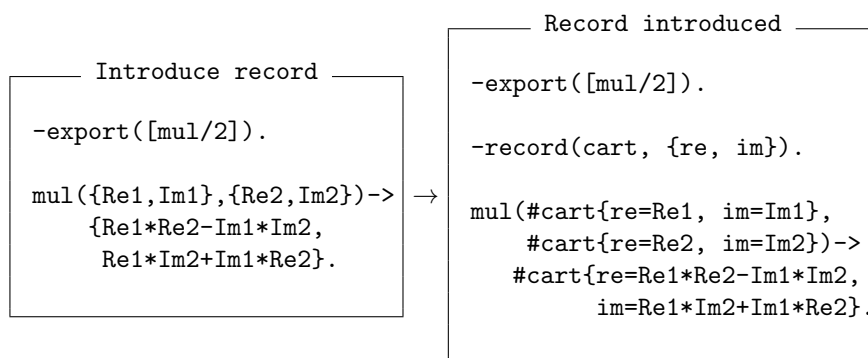 Introduce record
-export([mul/2]).
mul({Re1,Im1},{Re2,Im2})->
{Re1*Re2-Im1*Im2,
Re1*Im2+Im1*Re2}.
→
Record introduced
-export([mul/2]).
-record(cart, {re, im}).
mul(#cart{re=Re1, im=Im1},
#cart{re=Re2, im=Im2})->
#cart{re=Re1*Re2-Im1*Im2,
im=Re1*Im2+Im1*Re2}.